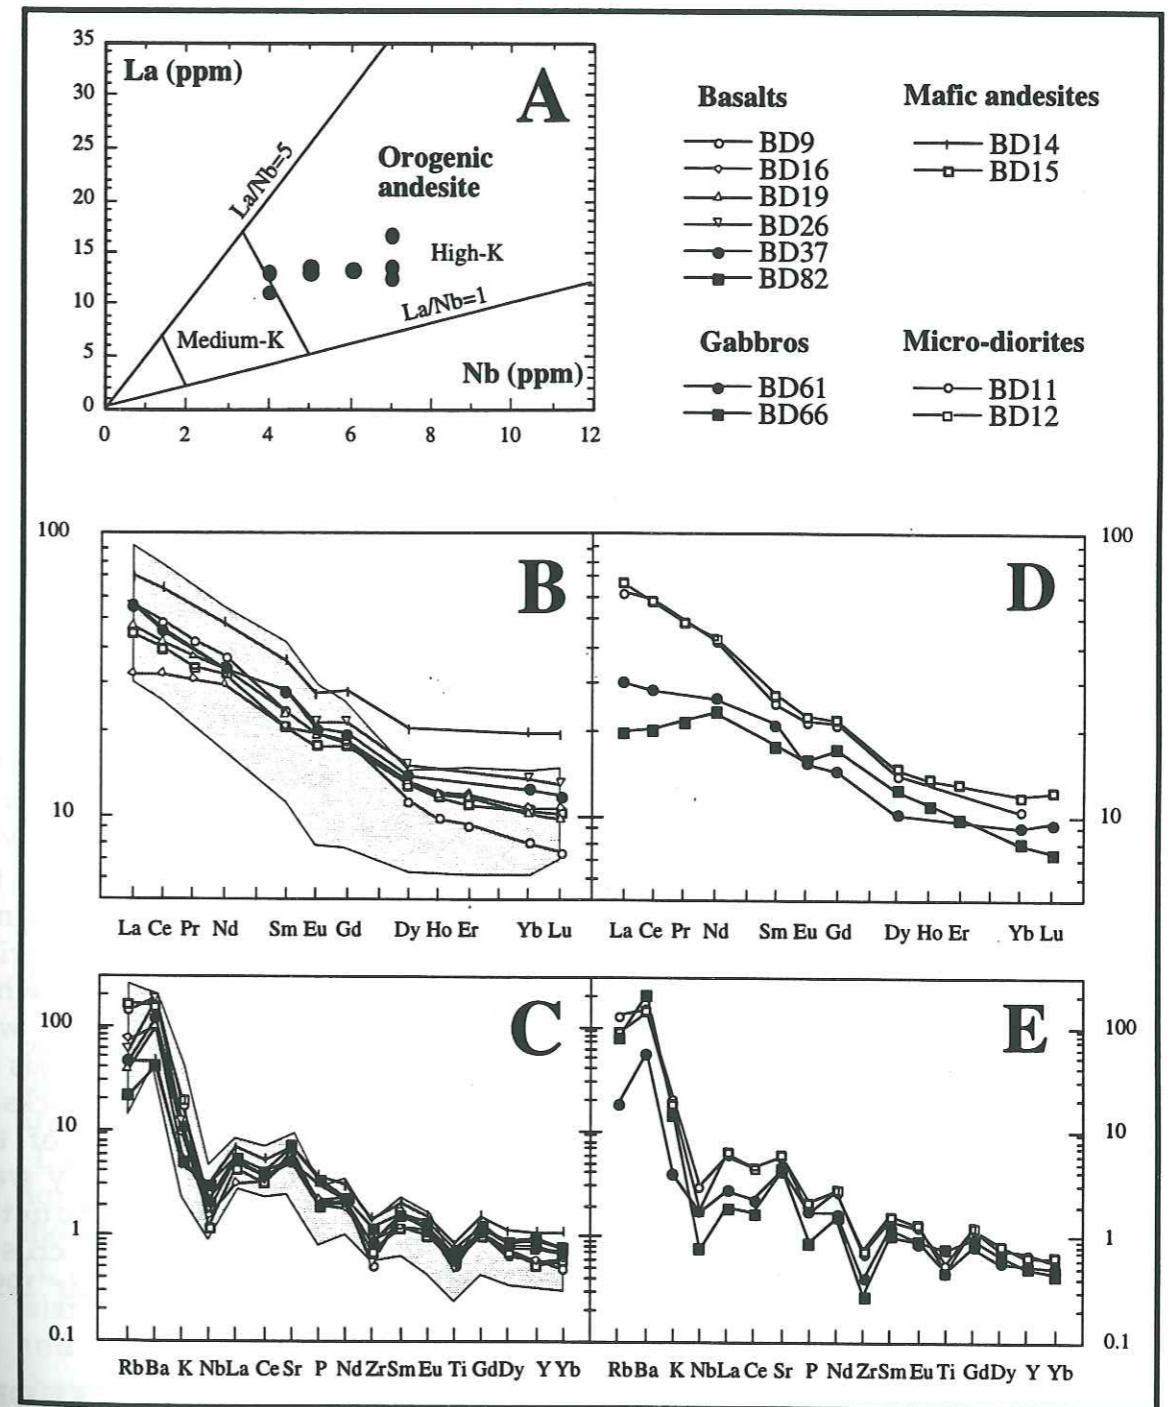 35
30
25
20
15
10
5
0
La (ppm)
A
La/Nb=5
Orogenic
andesite
High-K
La/Nb=1
Medium-K
Nb (ppm)
0 2 4 6 8 10 12
Basalts
BD9
BD16
BD19
BD26
BD37
BD82
Mafic andesites
BD14
BD15
Gabbros
BD61
BD66
Micro-diorites
BD11
BD12
100
10
B
La Ce Pr Nd Sm Eu Gd Dy Ho Er Yb Lu
D
100
10
La Ce Pr Nd Sm Eu Gd Dy Ho Er Yb Lu
100
10
1
0.1
C
Rb Ba K Nb La Ce Sr P Nd Zr Sm Eu Ti Gd Dy Y Yb
E
100
10
1
0.1
Rb Ba K Nb La Ce Sr P Nd Zr Sm Eu Ti Gd Dy Y Yb